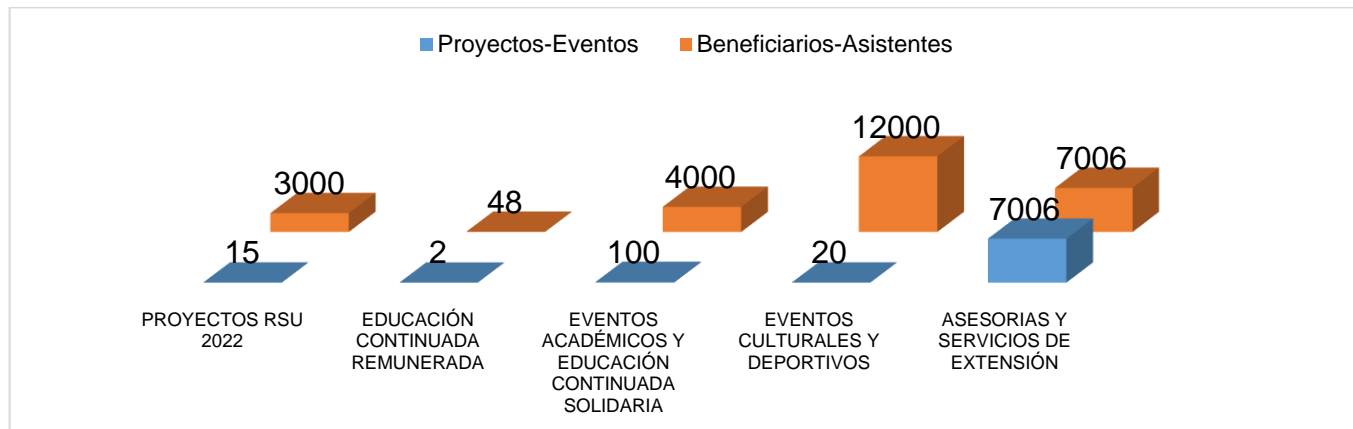 Proyectos-Eventos Beneficiarios-Asistentes
12000
3000 4000 7006
48 7006
15 2 100 20
PROYECTOS RSU
2022
EDUCACIÓN
CONTINUADA
REMUNERADA
EVENTOS
ACADÉMICOS Y
EDUCACIÓN
CONTINUADA
SOLIDARIA
EVENTOS
CULTURALES Y
DEPORTIVOS
ASESORIAS Y
SERVICIOS DE
EXTENSIÓN